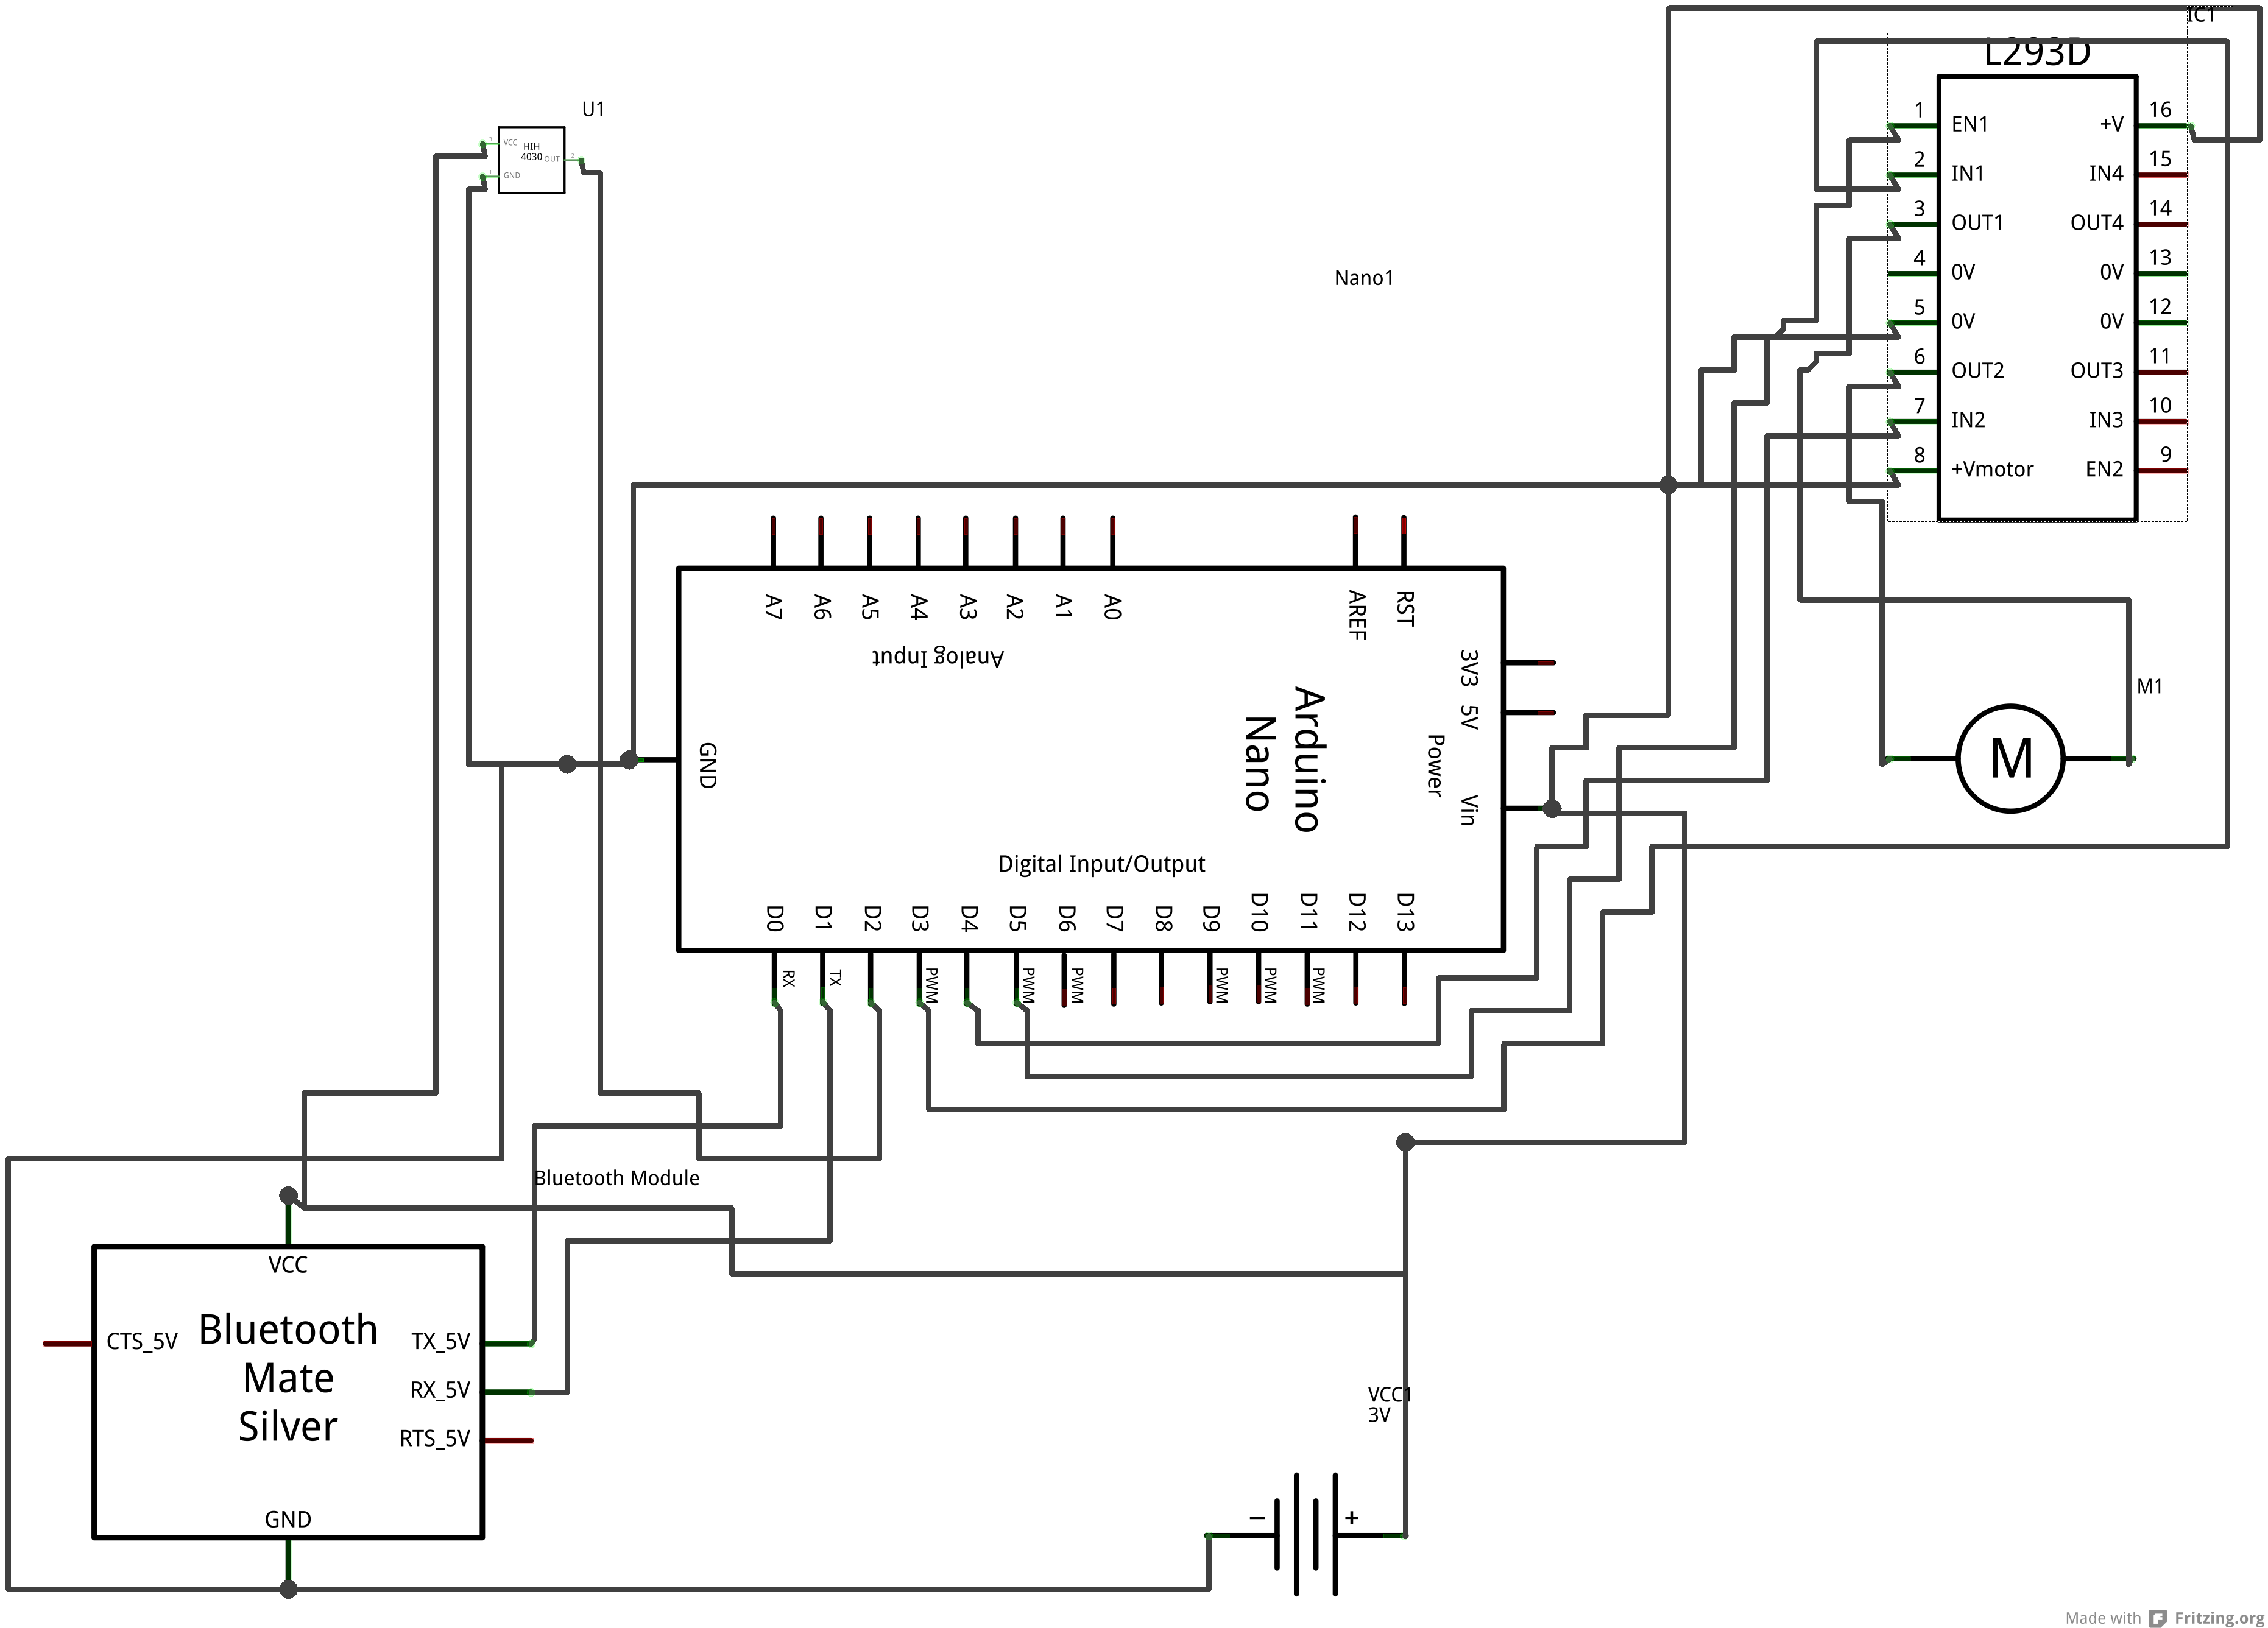 IC1
L293D
1 EN1 +V 16
2 IN1 IN4 15
3 OUT1 OUT4 14
4 0V 0V 13
5 0V 0V 12
6 OUT2 OUT3 11
7 IN2 IN3 10
8 +Vmotor EN2 9
U1
3 VCC
HIH
4030
OUT 2
1 GND
Nano1
A7 A6 A5 A4 A3 A2 A1 A0 AREF RST
Analog Input
3V3
5V
Power
Vin
GND
Arduino
Nano
Digital Input/Output
D0 D1 D2 D3 D4 D5 D6 D7 D8 D9 D10 D11 D12 D13
RX TX PWM PWM PWM PWM PWM PWM
M1
M
Bluetooth Module
VCC
CTS_5V
Bluetooth
Mate
Silver
TX_5V
RX_5V
RTS_5V
GND
VCC1
3V
− +
Made with Fritzing.org